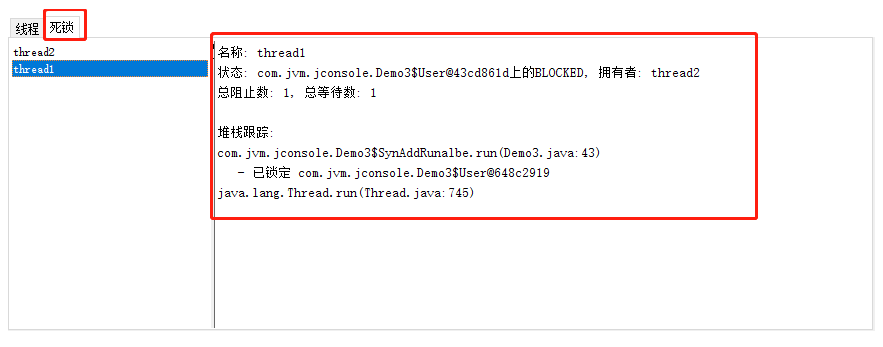 线程 死锁
thread2
thread1
名称: thread1
状态: com.jvm.jconsole.Demo3$User@43cd861d上的BLOCKED, 拥有者: thread2
总阻止数: 1, 总等待数: 1
堆栈跟踪:
com.jvm.jconsole.Demo3$SynAddRunalbe.run(Demo3.java:43)
- 已锁定 com.jvm.jconsole.Demo3$User@648c2919
java.lang.Thread.run(Thread.java:745)